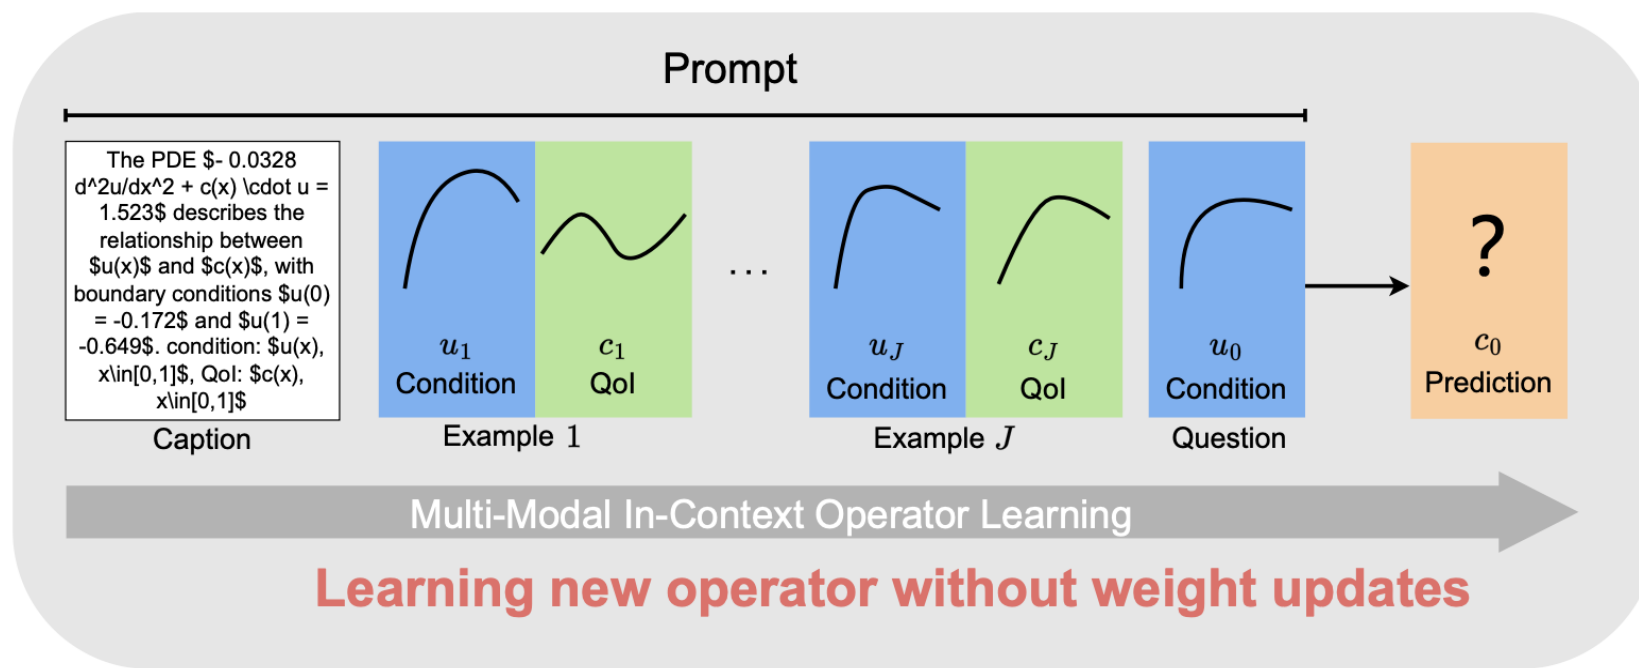 Prompt
The PDE $- 0.0328
d^2u/dx^2 + c(x) \cdot u =
1.523$ describes the
relationship between
$u(x)$ and $c(x)$, with
boundary conditions $u(0)
= -0.172$ and $u(1) =
-0.649$. condition: $u(x),
x\in[0,1]$, QoI: $c(x),
x\in[0,1]$
Caption
u₁
Condition
c₁
QoI
Example 1
...
u_J
Condition
c_J
QoI
Example J
u₀
Condition
Question
?
c₀
Prediction
Multi-Modal In-Context Operator Learning
Learning new operator without weight updates